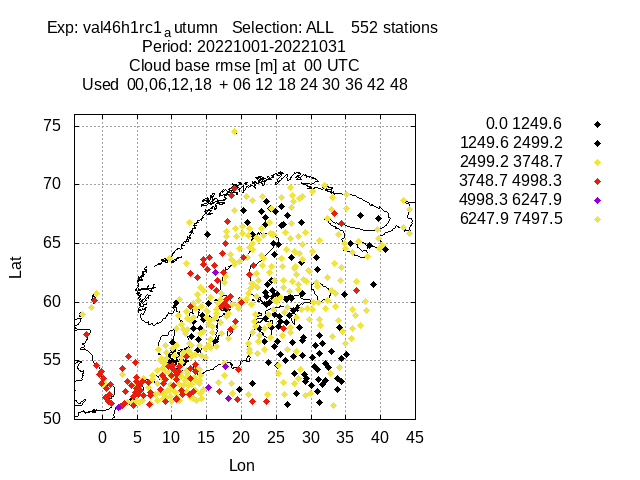 Exp: val46h1rc1autumn Selection: ALL 552 stations
Period: 20221001-20221031
Cloud base rmse [m] at 00 UTC
Used 00,06,12,18 + 06 12 18 24 30 36 42 48
0.0 1249.6
1249.6 2499.2
2499.2 3748.7
3748.7 4998.3
4998.3 6247.9
6247.9 7497.5
75
70
65
60
55
50
Lat
0 5 10 15 20 25 30 35 40 45
Lon